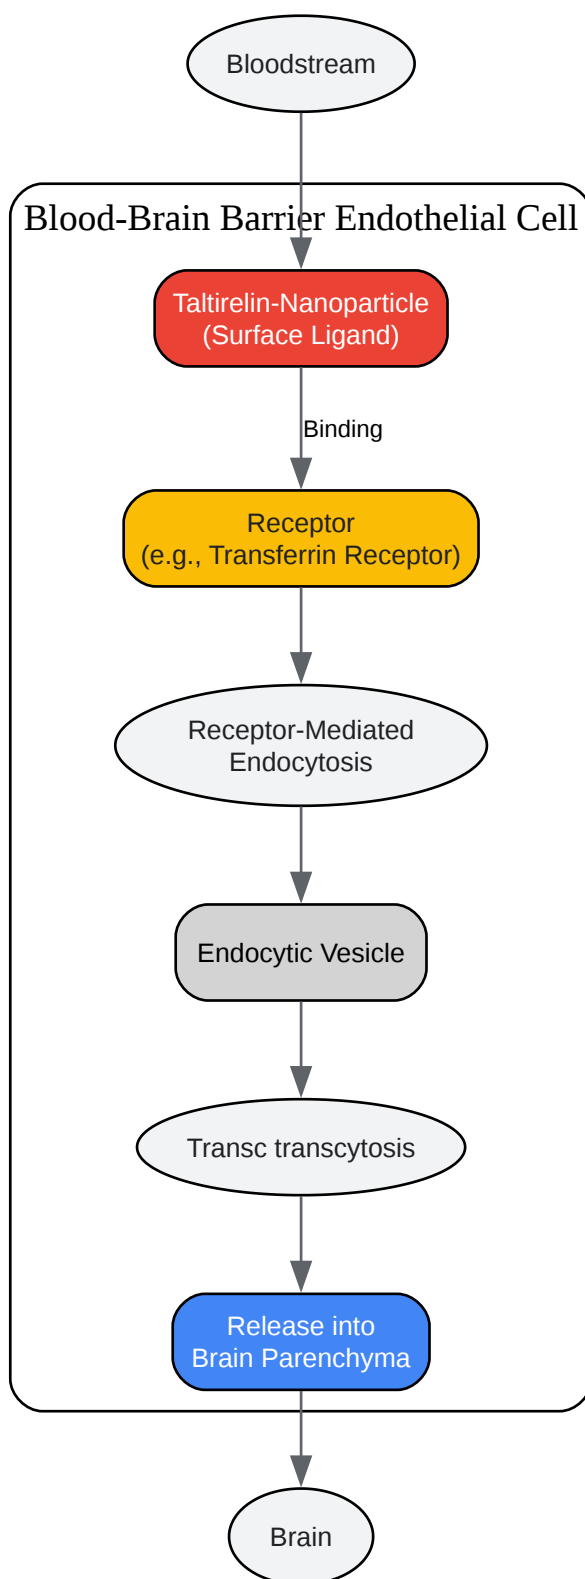 Bloodstream
Blood-Brain Barrier Endothelial Cell
Taltirelin-Nanoparticle
(Surface Ligand)
Binding
Receptor
(e.g., Transferrin Receptor)
Receptor-Mediated
Endocytosis
Endocytic Vesicle
Transc transcytosis
Release into
Brain Parenchyma
Brain